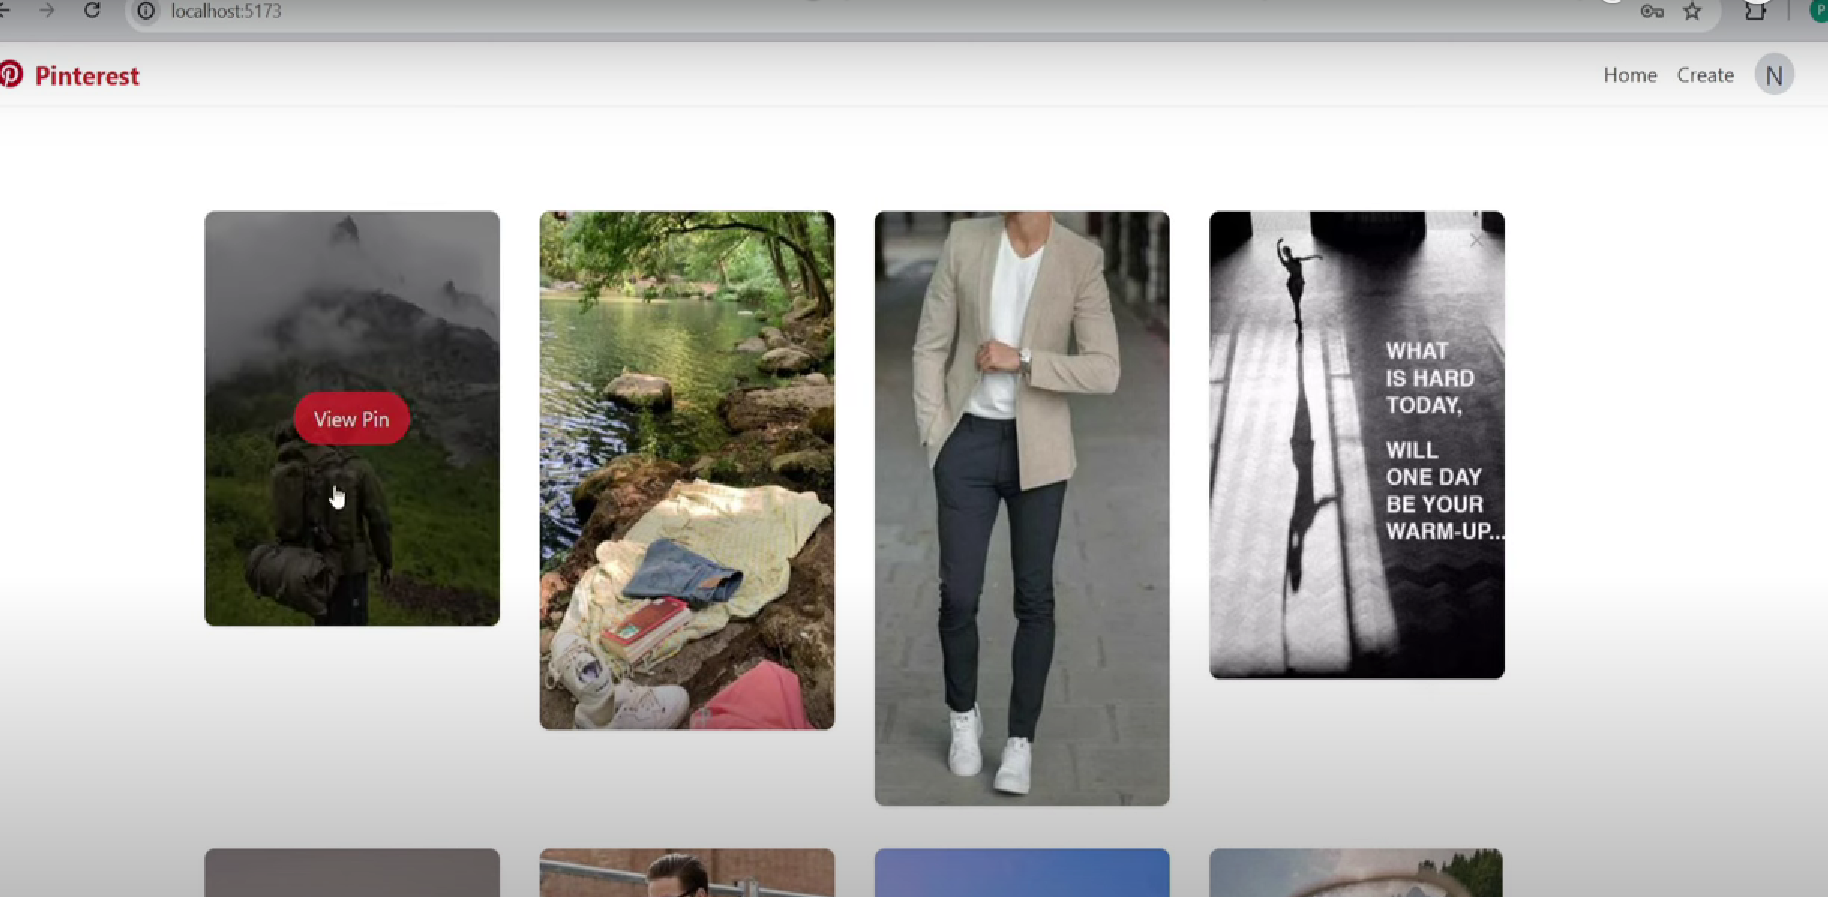 localhost:5173
P
Pinterest
Home Create N
View Pin
WHAT
IS HARD
TODAY,
WILL
ONE DAY
BE YOUR
WARM-UP...